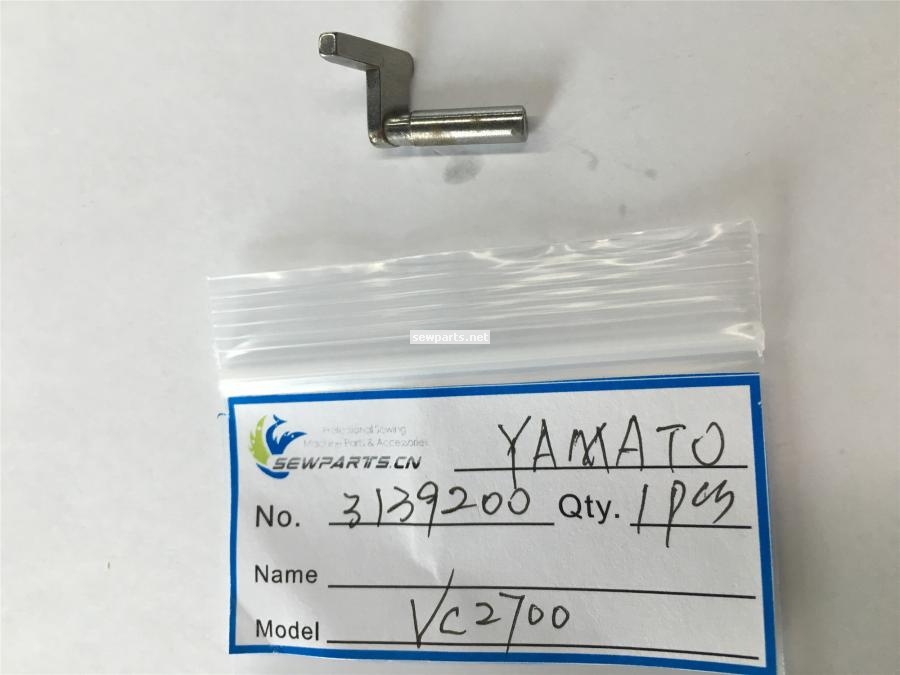 sewparts.net
Professional Sewing
Machine Parts & Accessories
SEWPARTS.CN
YAMATO
No. 3139200 Qty. 1pcs
Name
Model VC2700